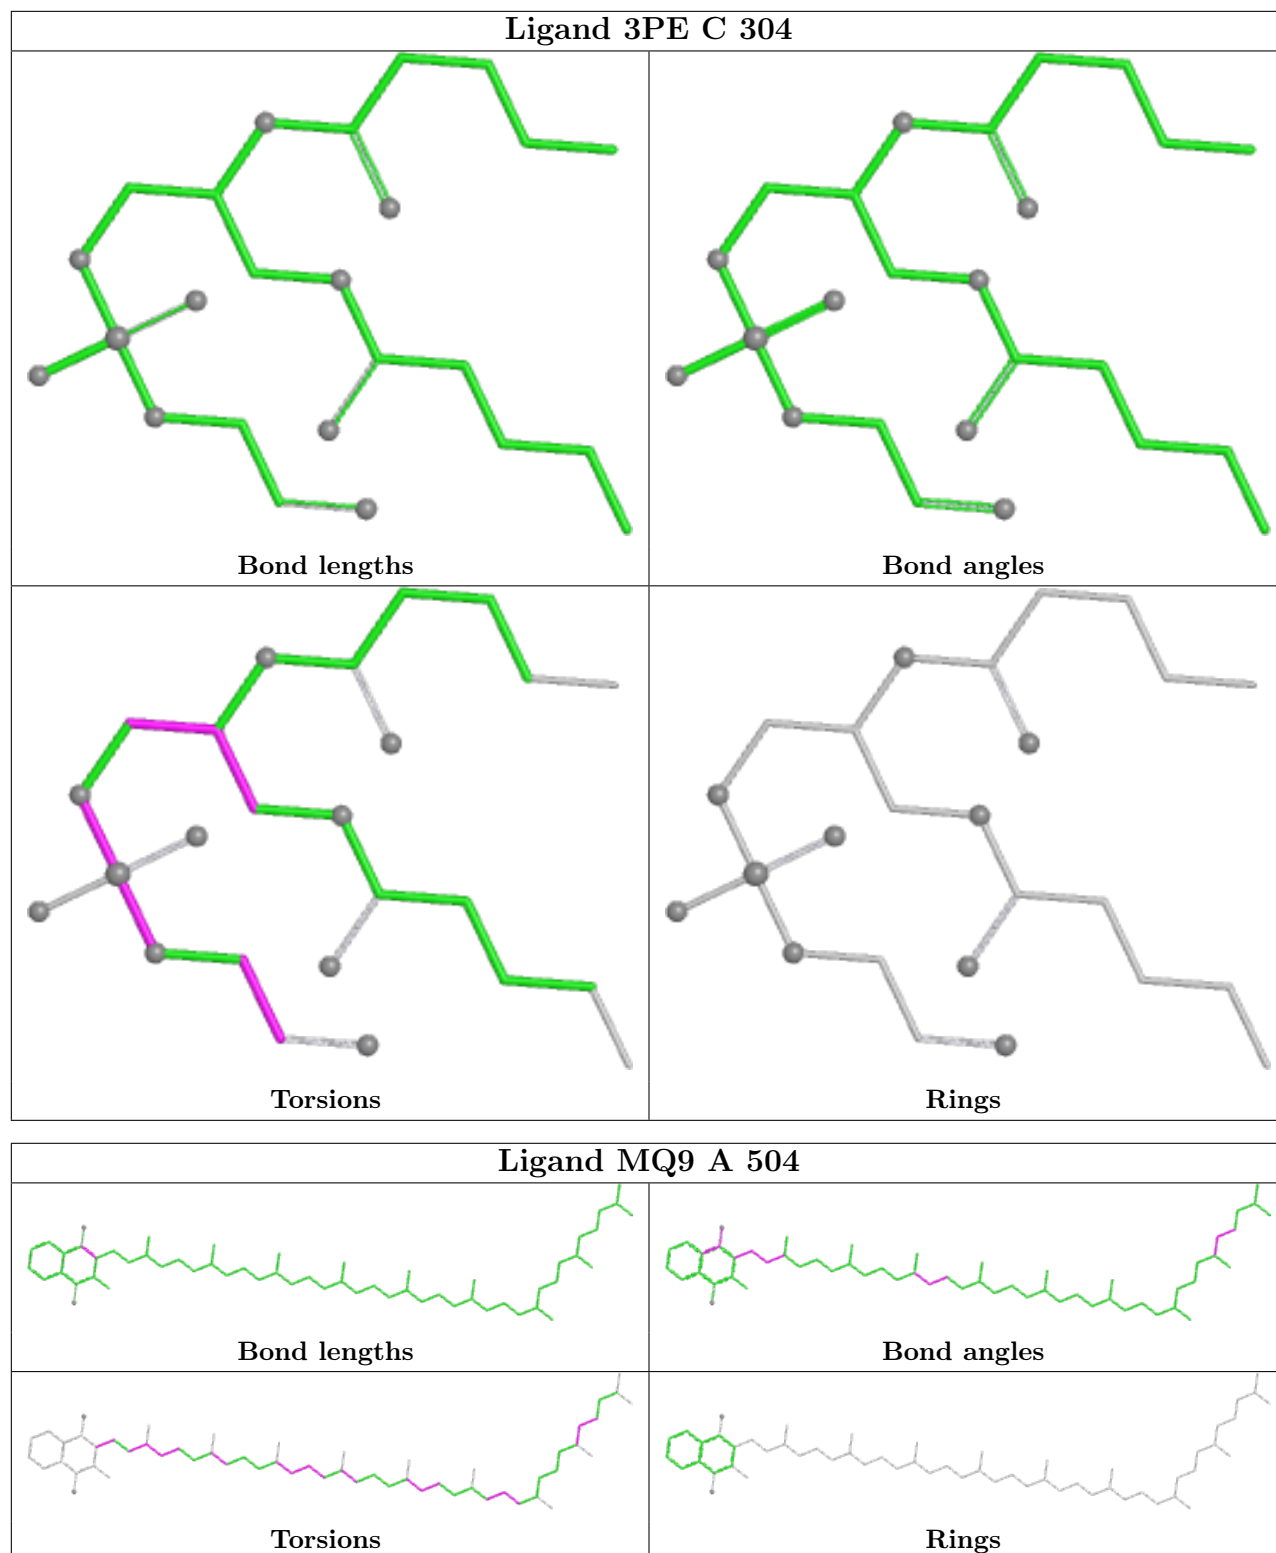 Ligand 3PE C 304
Bond lengths
Bond angles
Torsions
Rings
Ligand MQ9 A 504
Bond lengths
Bond angles
Torsions
Rings